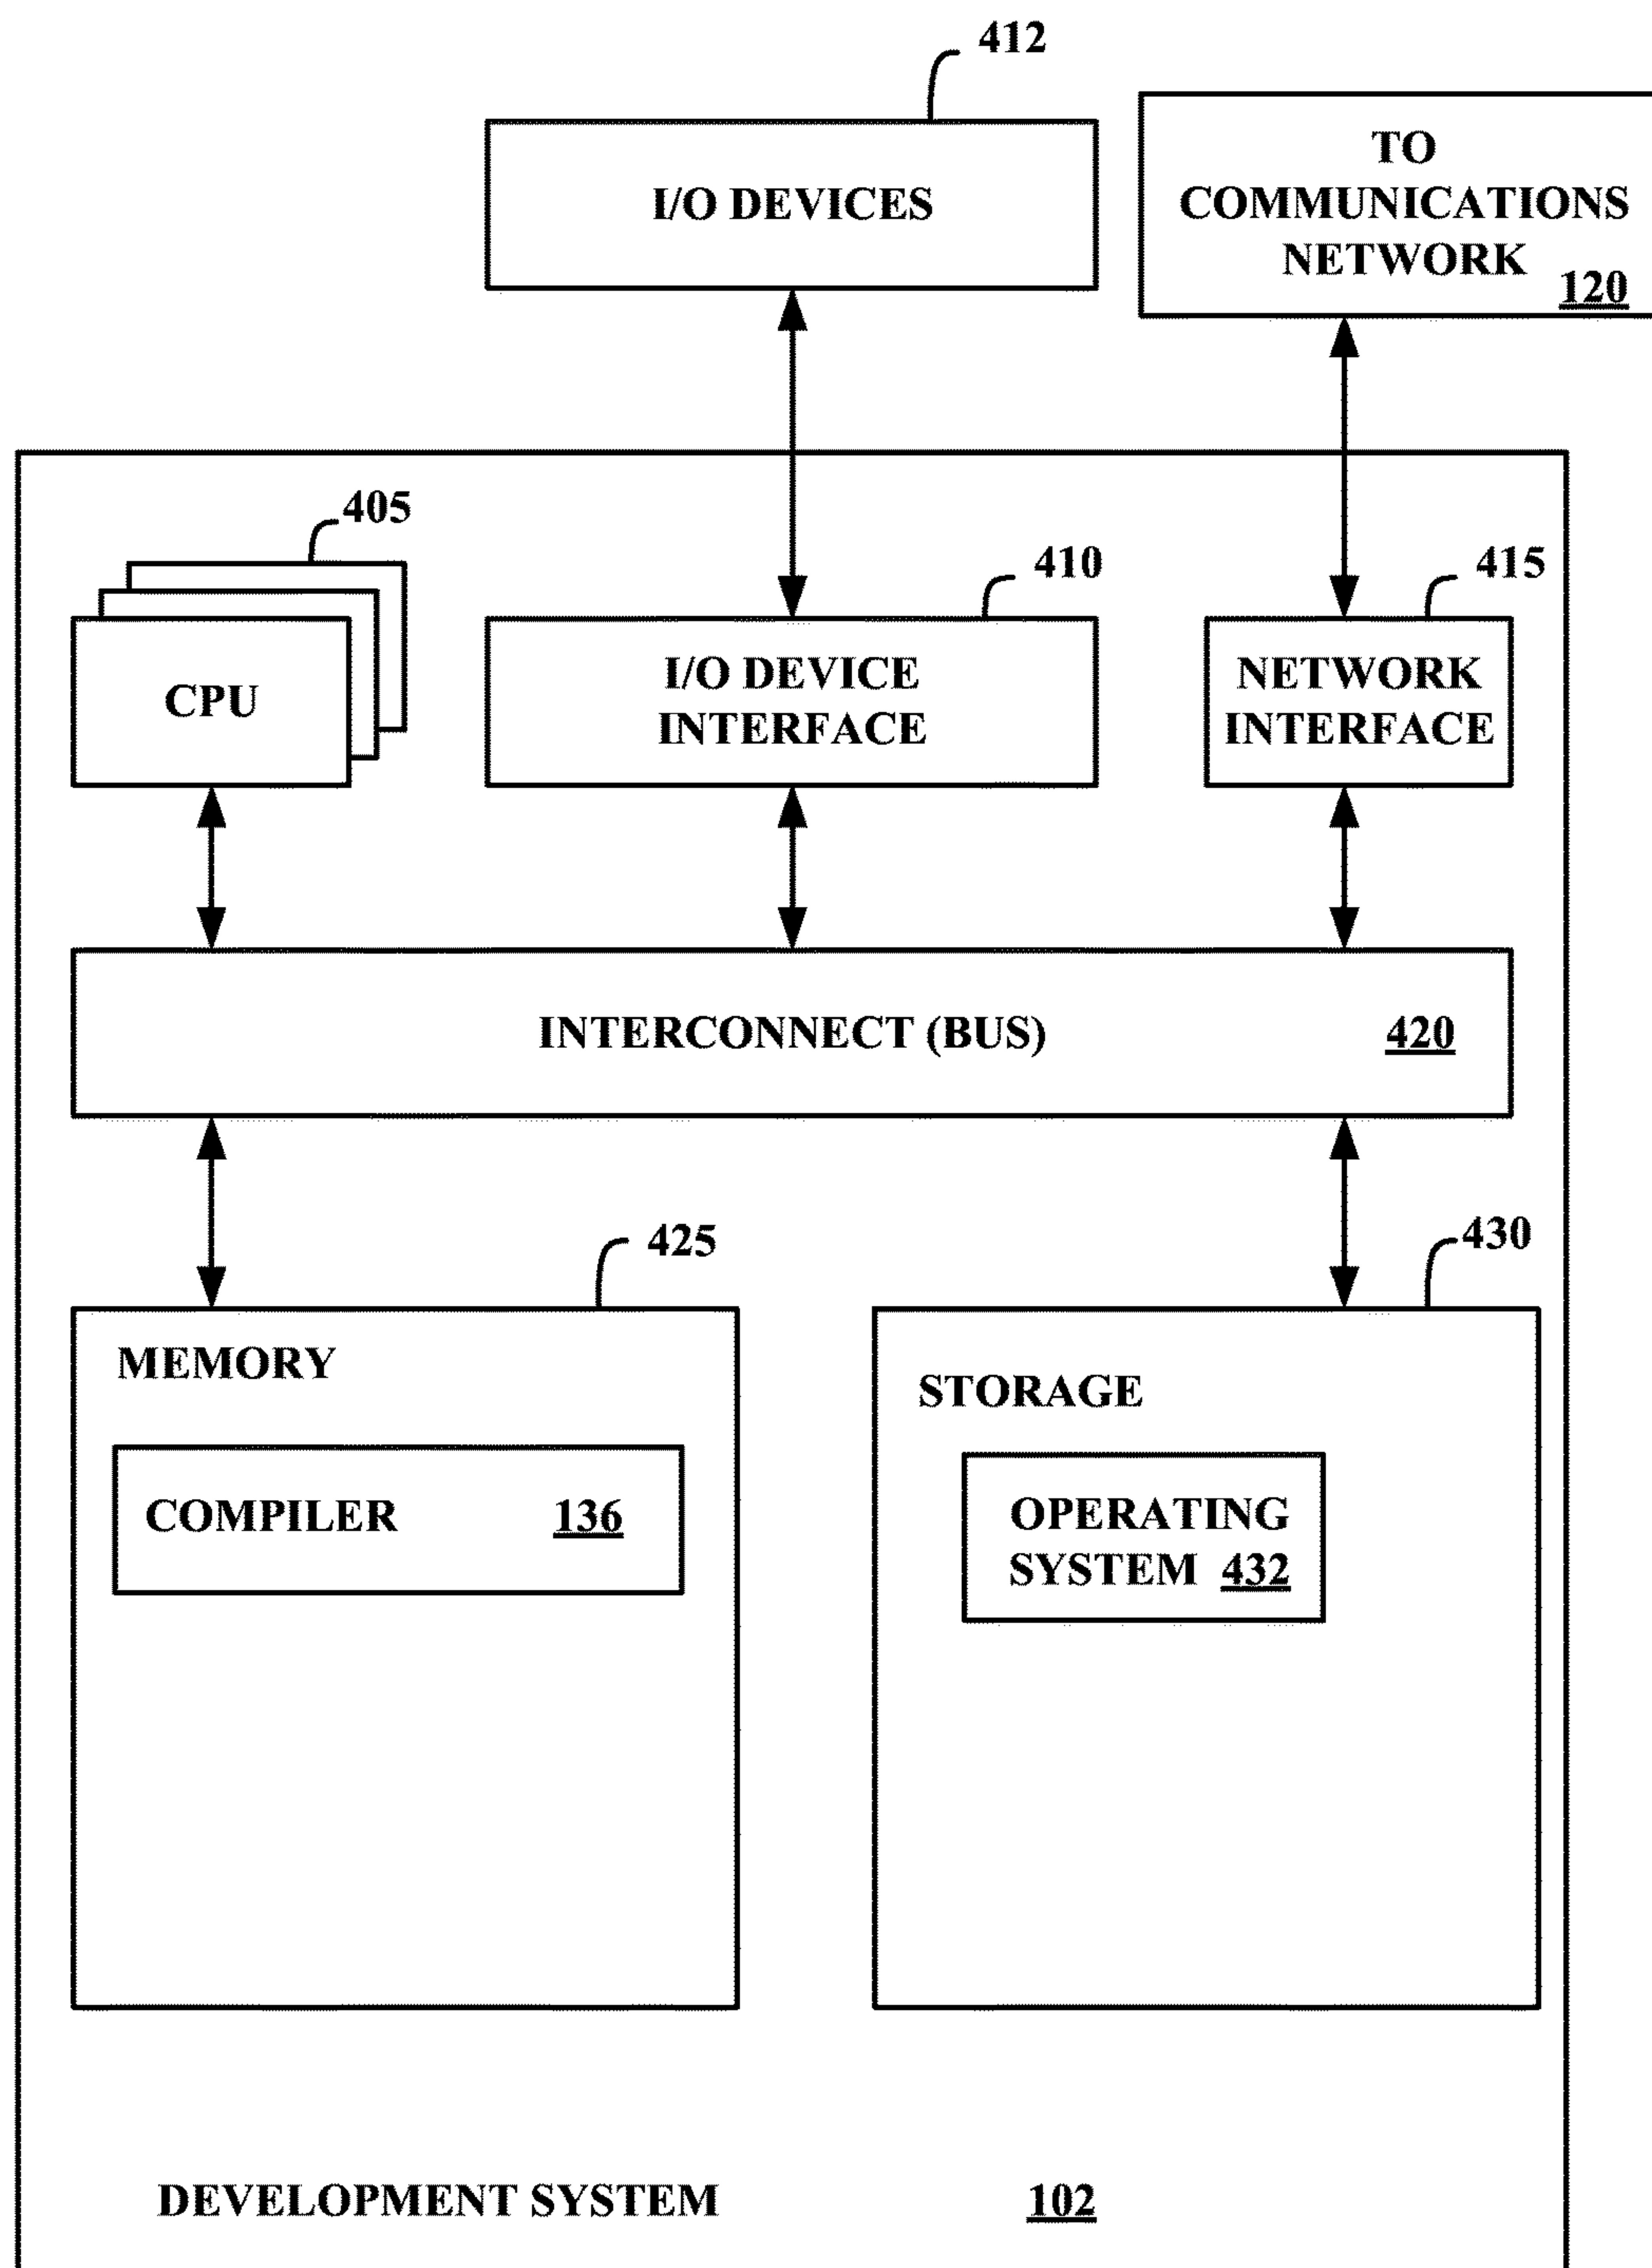 412
I/O DEVICES
TO
COMMUNICATIONS
NETWORK
120
405
410
415
CPU
I/O DEVICE
INTERFACE
NETWORK
INTERFACE
INTERCONNECT (BUS) 420
425
430
MEMORY
COMPILER 136
STORAGE
OPERATING
SYSTEM 432
DEVELOPMENT SYSTEM 102